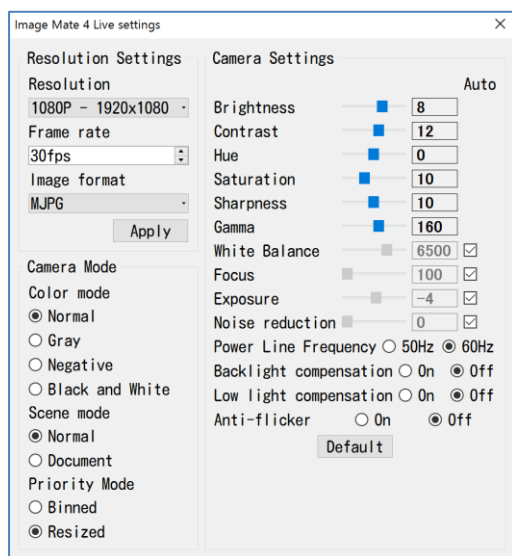 Image Mate 4 Live settings
Resolution Settings
Resolution
1080P - 1920x1080
Frame rate
30fps
Image format
MJPG
Apply
Camera Mode
Color mode
Normal
Gray
Negative
Black and White
Scene mode
Normal
Document
Priority Mode
Binned
Resized
Camera Settings
Auto
Brightness 8
Contrast 12
Hue 0
Saturation 10
Sharpness 10
Gamma 160
White Balance 6500
Focus 100
Exposure -4
Noise reduction 0
Power Line Frequency 50Hz 60Hz
Backlight compensation On Off
Low light compensation On Off
Anti-flicker On Off
Default